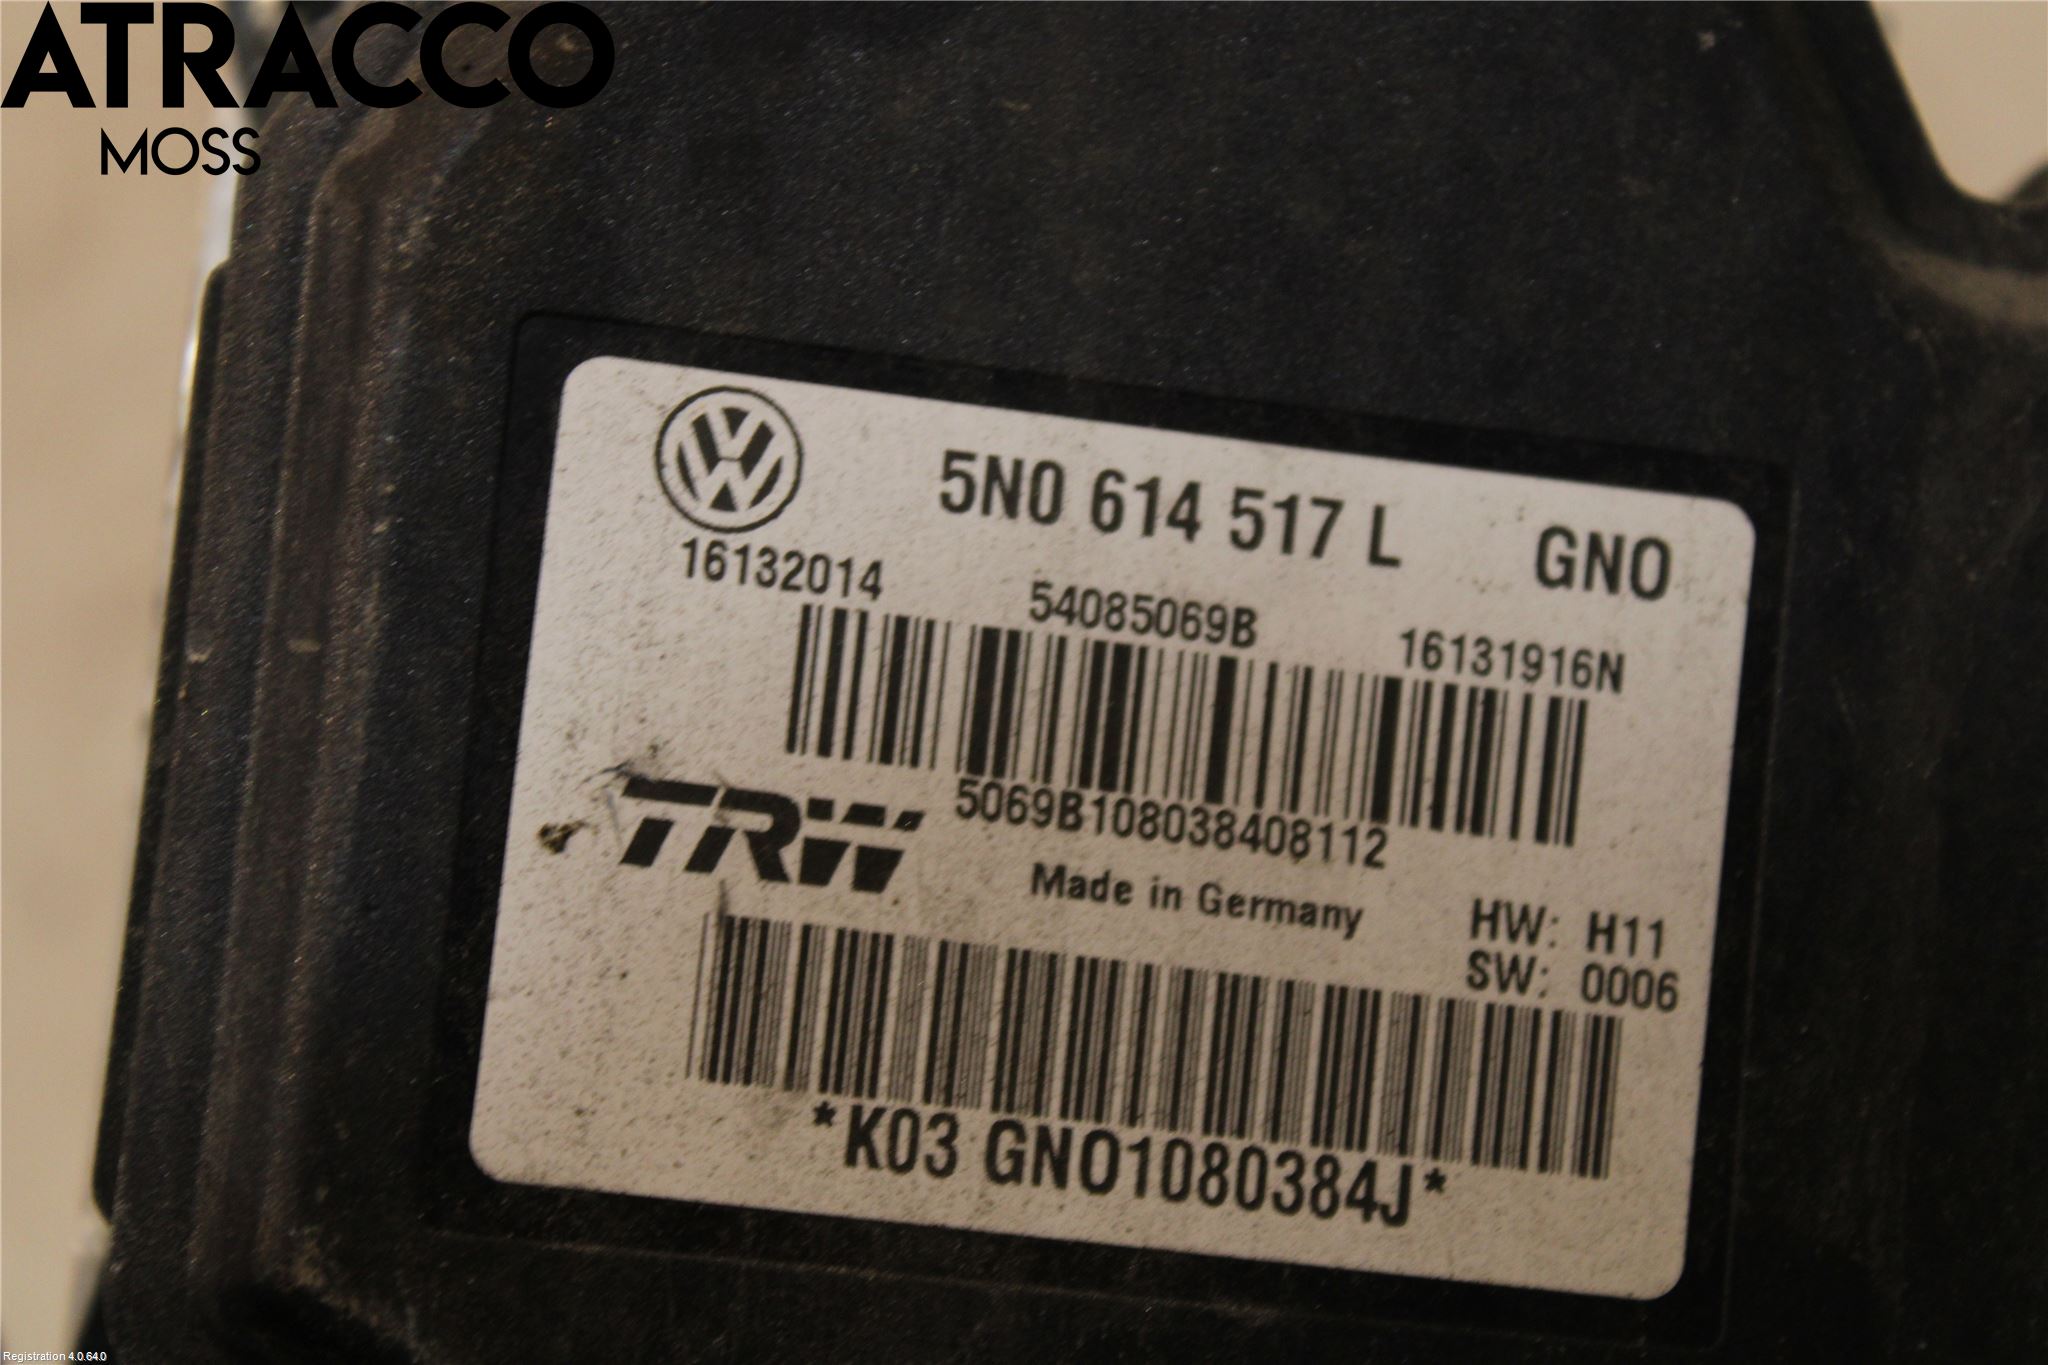 ATRACCO
MOSS
5N0 614 517 L GNO
16132014 54085069B 16131916N
TRW
5069B108038408112
Made in Germany
HW: H11
SW: 0006
*K03 GNO1080384J*
Registration 4.0.64.0